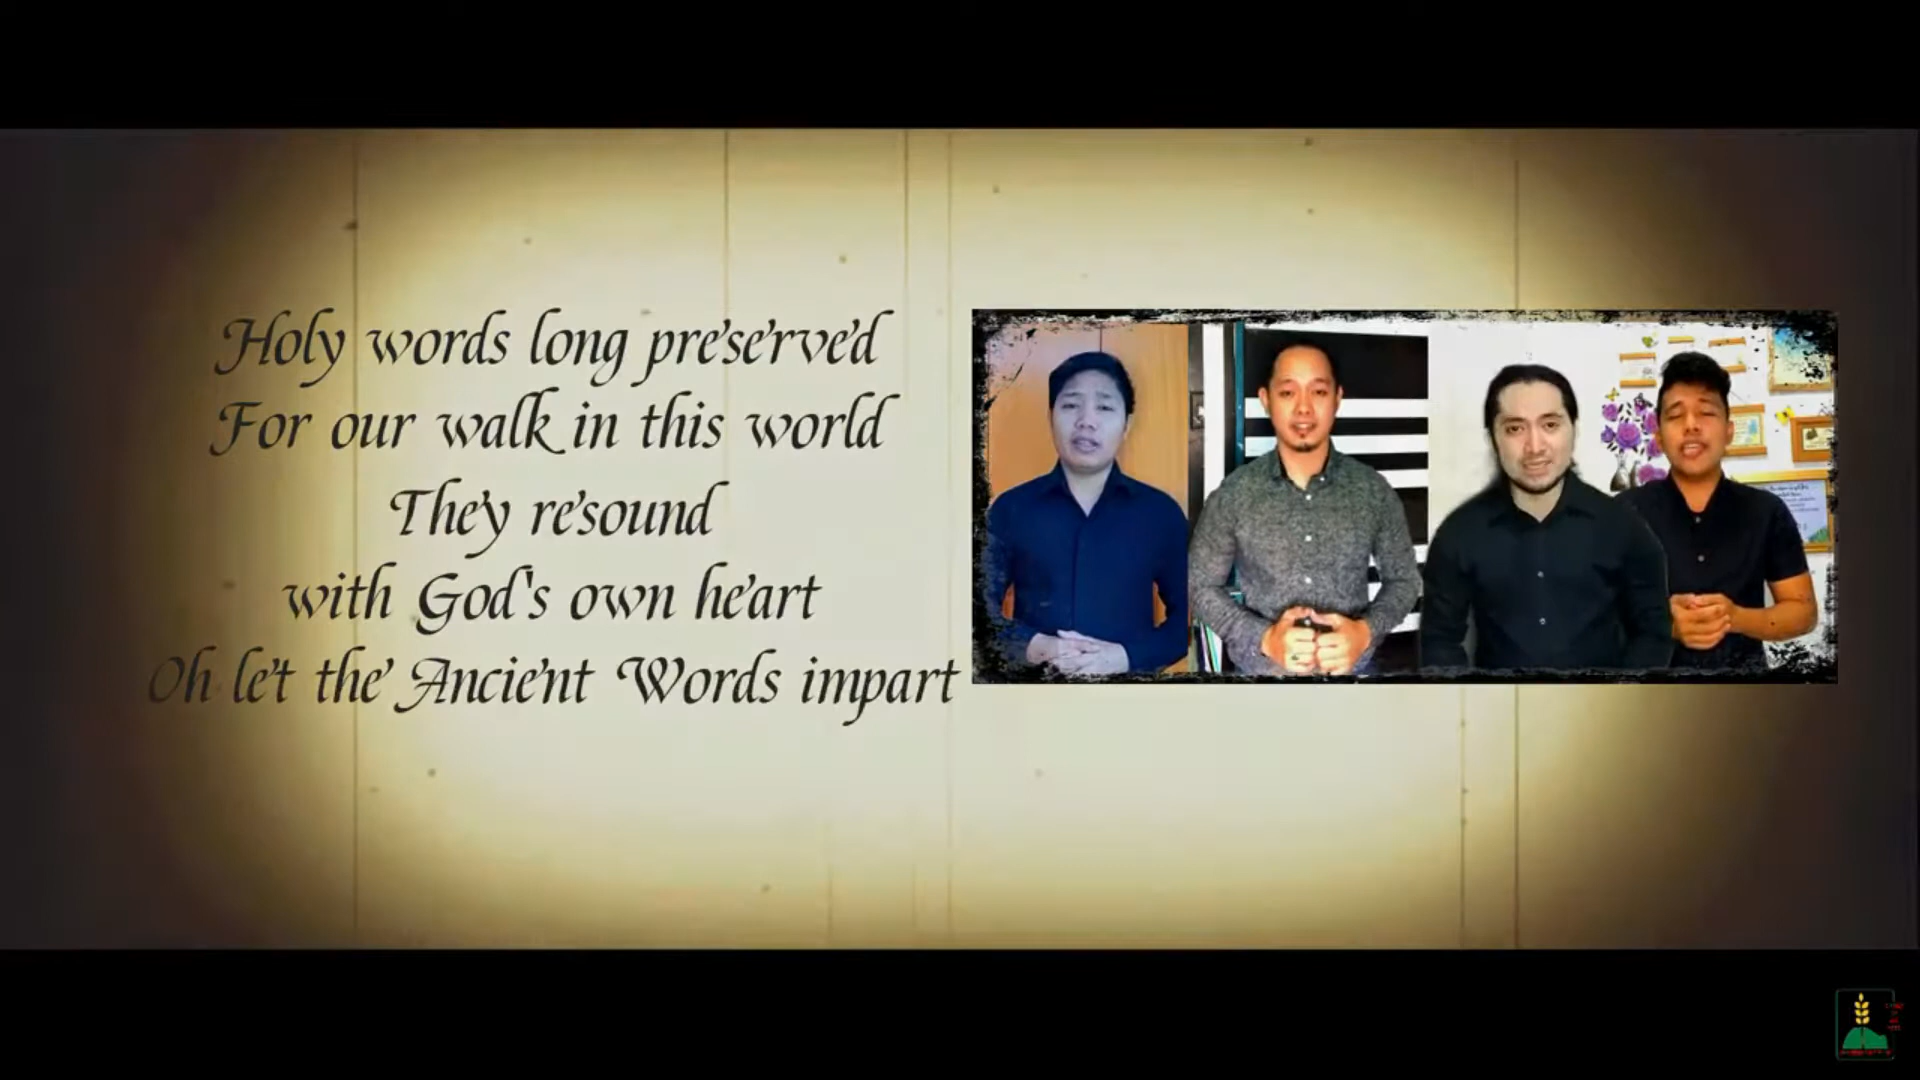 Holy words long preserved
For our walk in this world
They resound
with God's own heart
Oh let the Ancient Words impart